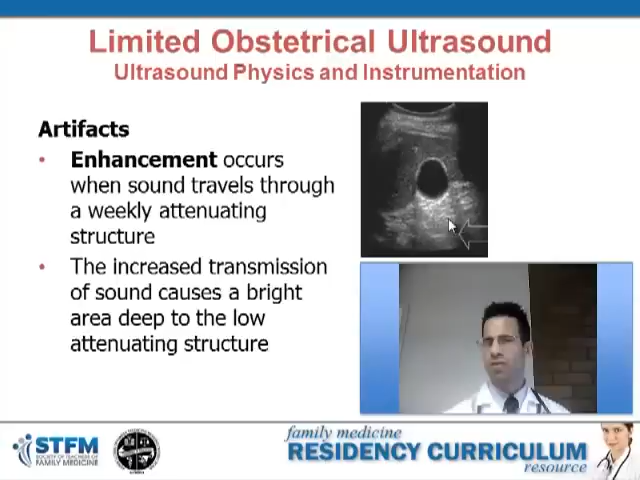 Limited Obstetrical Ultrasound
Ultrasound Physics and Instrumentation
Artifacts
• Enhancement occurs
when sound travels through
a weekly attenuating
structure
• The increased transmission
of sound causes a bright
area deep to the low
attenuating structure
STFM
SOCIETY OF TEACHERS OF
FAMILY MEDICINE
family medicine
RESIDENCY CURRICULUM
resource